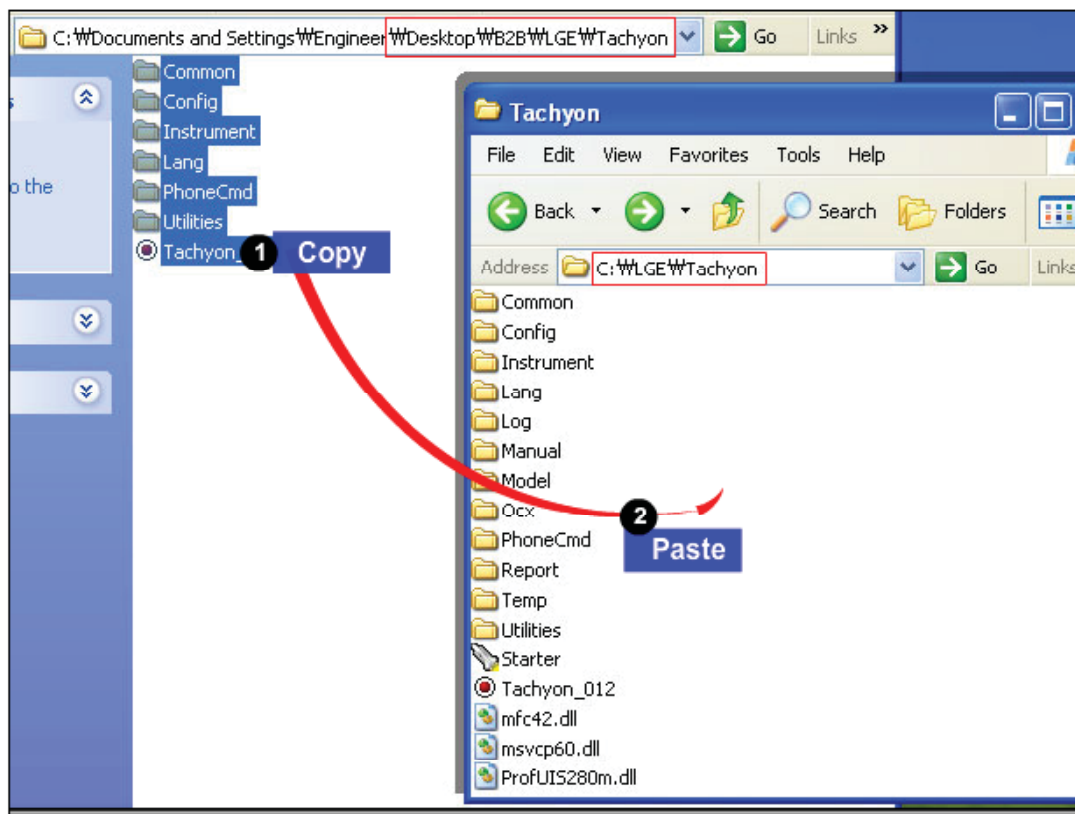 C:₩Documents and Settings₩Engineer₩Desktop₩B2B₩LGE₩Tachyon
Go
Links
»
Common
Config
Instrument
Lang
PhoneCmd
Utilities
Tachyon_
o the
1 Copy
Tachyon
File Edit View Favorites Tools Help
Back
Search
Folders
Address
C:₩LGE₩Tachyon
Go
Links
Common
Config
Instrument
Lang
Log
Manual
Model
Ocx
PhoneCmd
Report
Temp
Utilities
Starter
Tachyon_012
mfc42.dll
msvcp60.dll
ProfUIS280m.dll
2
Paste